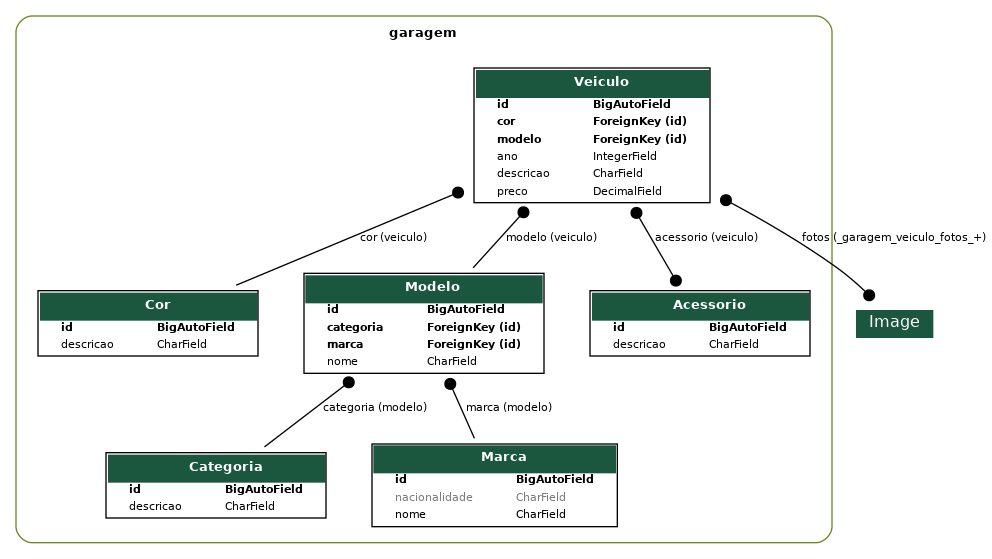 garagem
Veiculo
id BigAutoField
cor ForeignKey (id)
modelo ForeignKey (id)
ano IntegerField
descricao CharField
preco DecimalField
cor (veiculo)
modelo (veiculo)
acessorio (veiculo)
fotos (_garagem_veiculo_fotos_+)
Cor
id BigAutoField
descricao CharField
Modelo
id BigAutoField
categoria ForeignKey (id)
marca ForeignKey (id)
nome CharField
Acessorio
id BigAutoField
descricao CharField
Image
categoria (modelo)
marca (modelo)
Categoria
id BigAutoField
descricao CharField
Marca
id BigAutoField
nacionalidade CharField
nome CharField